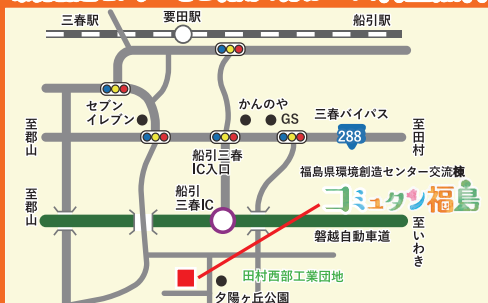 三春駅
要田駅
船引駅
セブン
イレブン
かんのや
GS
三春バイパス
288
至郡山
至田村
船引三春
IC入口
福島県環境創造センター交流棟
コミュタン福島
船引
三春IC
至郡山
磐越自動車道
至いわき
田村西部工業団地
夕陽ヶ丘公園